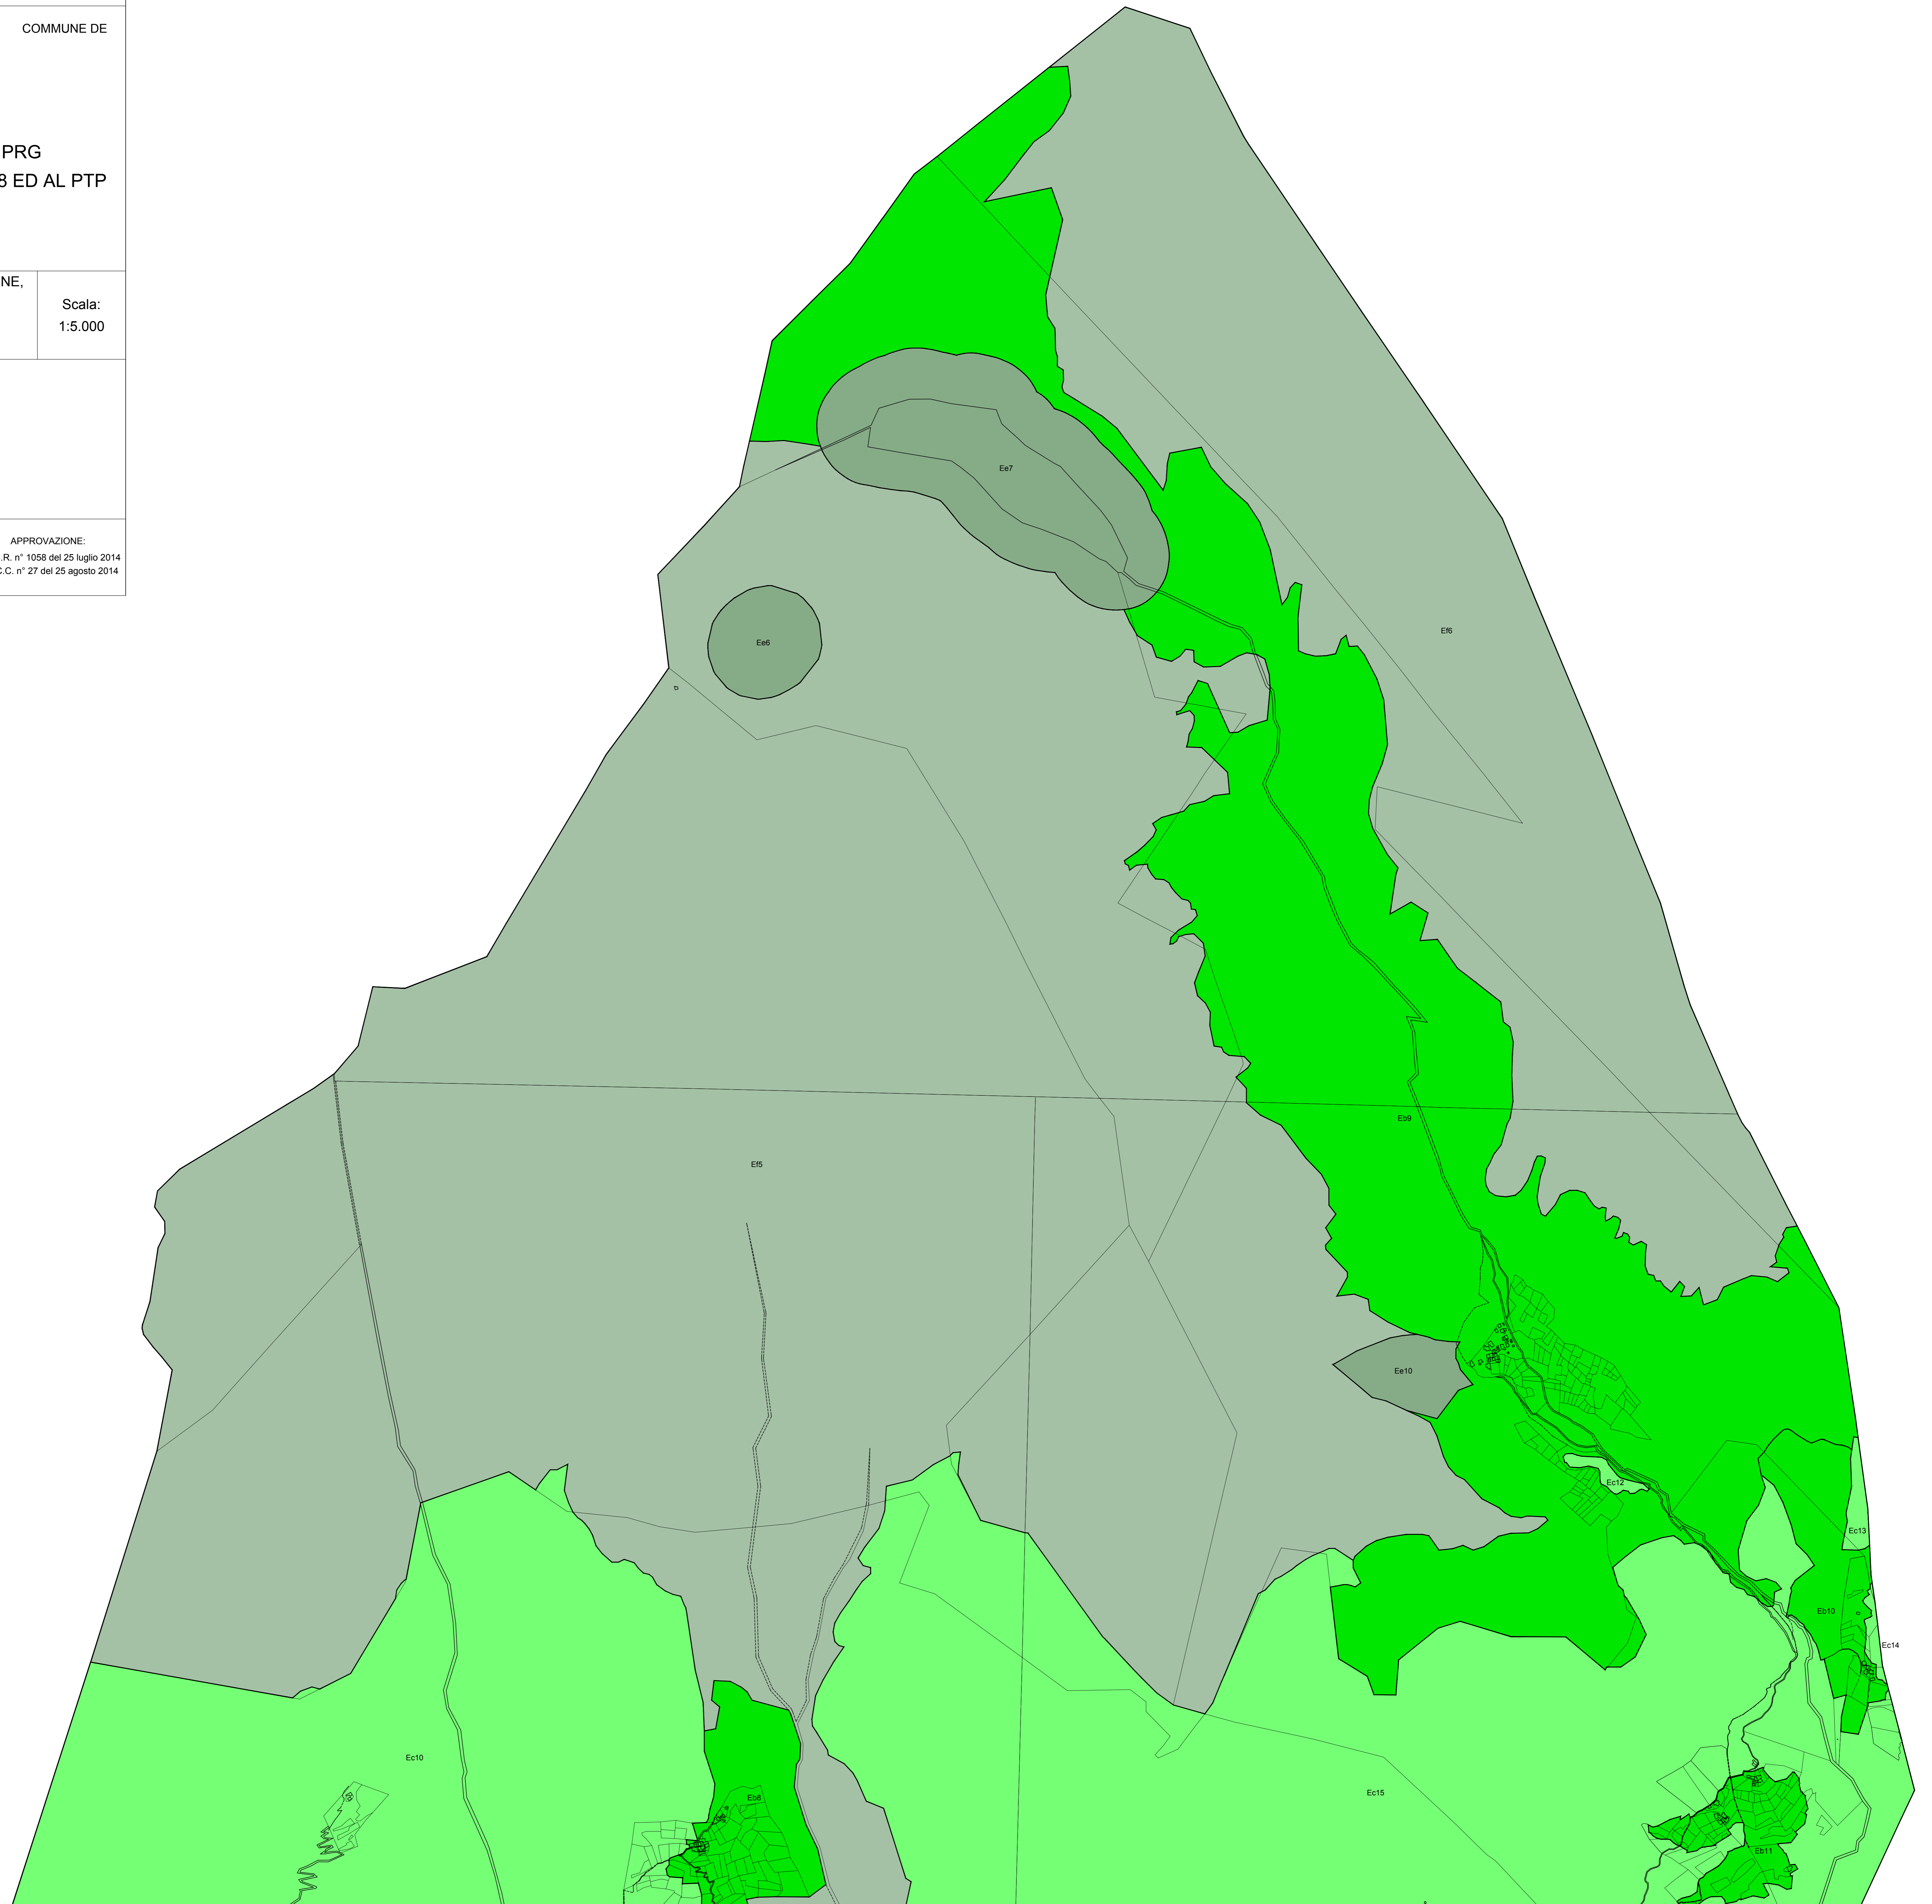 COMMUNE DE
PRG
8 ED AL PTP
NE,
Scala:
1:5.000
APPROVAZIONE:
.R. n° 1058 del 25 luglio 2014
C.C. n° 27 del 25 agosto 2014
Ee7
Ef6
Ee6
Eb9
Ef5
Ee10
Ec12
Ec13
Eb10
Ec14
Ec10
Ec15
Eb8
Eb11